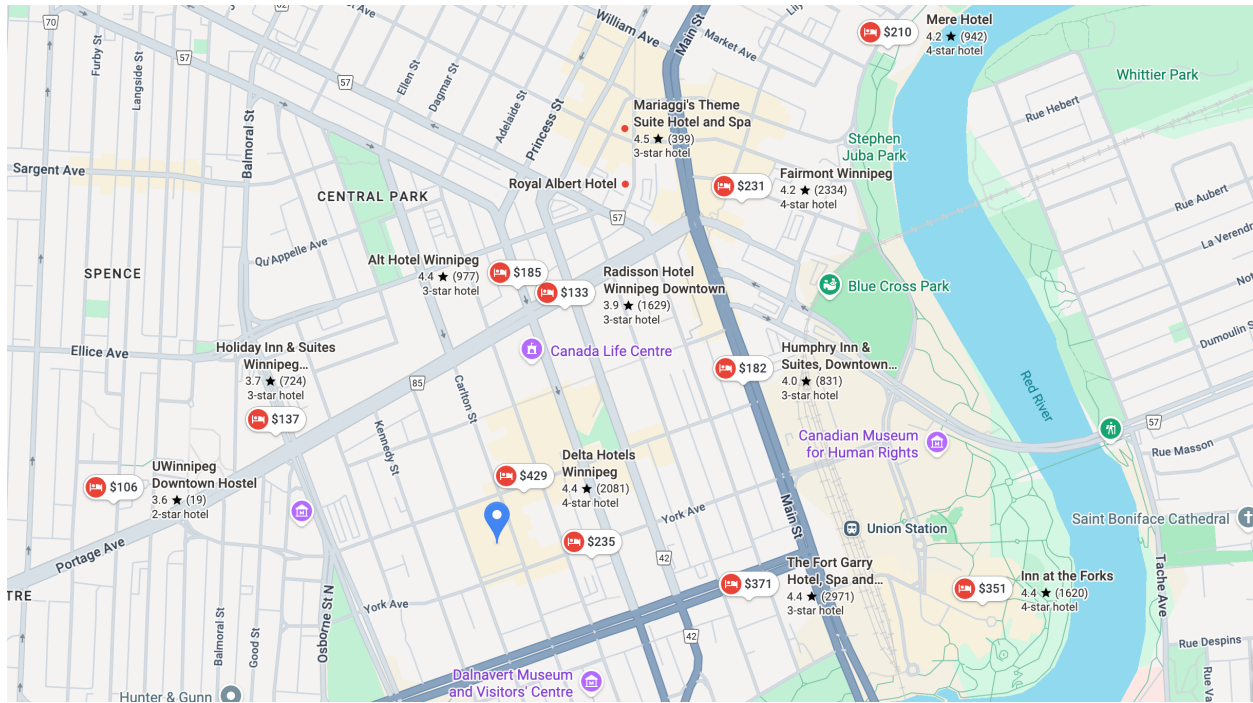 70
62
Ave
William Ave
Main St
Lily
Market Ave
$210
Mere Hotel
4.2 ★ (942)
4-star hotel
Whittier Park
Furby St
Langside St
57
57
Ellen St
Dagmar St
Adelaide St
Princess St
Mariaggi's Theme
Suite Hotel and Spa
4.5 ★ (399)
3-star hotel
Rue Hebert
Stephen
Juba Park
Balmoral St
Sargent Ave
CENTRAL PARK
Royal Albert Hotel
57
$231
Fairmont Winnipeg
4.2 ★ (2334)
4-star hotel
Rue Aubert
La Verendr
Qu'Appelle Ave
SPENCE
Alt Hotel Winnipeg
4.4 ★ (977)
3-star hotel
$185
$133
Radisson Hotel
Winnipeg Downtown
3.9 ★ (1629)
3-star hotel
Blue Cross Park
Not
Dumoulin S
Ellice Ave
Holiday Inn & Suites
Winnipeg...
3.7 ★ (724)
3-star hotel
$137
Canada Life Centre
85
Carlton St
Kennedy St
$182
Humphry Inn &
Suites, Downtown...
4.0 ★ (831)
3-star hotel
Red River
57
Canadian Museum
for Human Rights
Rue Masson
$106
UWinnipeg
Downtown Hostel
3.6 ★ (19)
2-star hotel
$429
Delta Hotels
Winnipeg
4.4 ★ (2081)
4-star hotel
$235
York Ave
Main St
Union Station
Saint Boniface Cathedral
Portage Ave
42
TRE
York Ave
Osborne St N
Balmoral St
Good St
$371
The Fort Garry
Hotel, Spa and...
4.4 ★ (2971)
3-star hotel
$351
Inn at the Forks
4.4 ★ (1620)
4-star hotel
Tache Ave
42
Rue Despins
Rue Va
Dalnavert Museum
and Visitors' Centre
Hunter & Gunn